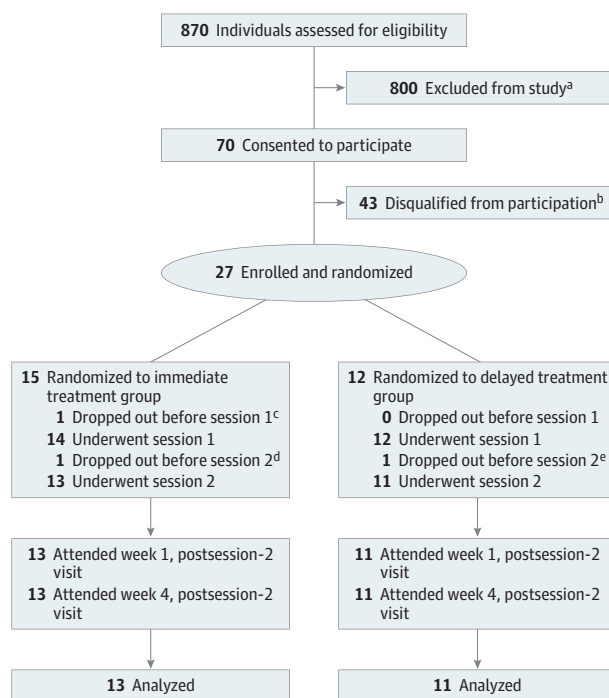 870 Individuals assessed for eligibility
800 Excluded from studyᵃ
70 Consented to participate
43 Disqualified from participationᵇ
27 Enrolled and randomized
15 Randomized to immediate
treatment group
1 Dropped out before session 1ᶜ
14 Underwent session 1
1 Dropped out before session 2ᵈ
13 Underwent session 2
12 Randomized to delayed treatment
group
0 Dropped out before session 1
12 Underwent session 1
1 Dropped out before session 2ᵉ
11 Underwent session 2
13 Attended week 1, postsession-2
visit
13 Attended week 4, postsession-2
visit
11 Attended week 1, postsession-2
visit
11 Attended week 4, postsession-2
visit
13 Analyzed
11 Analyzed